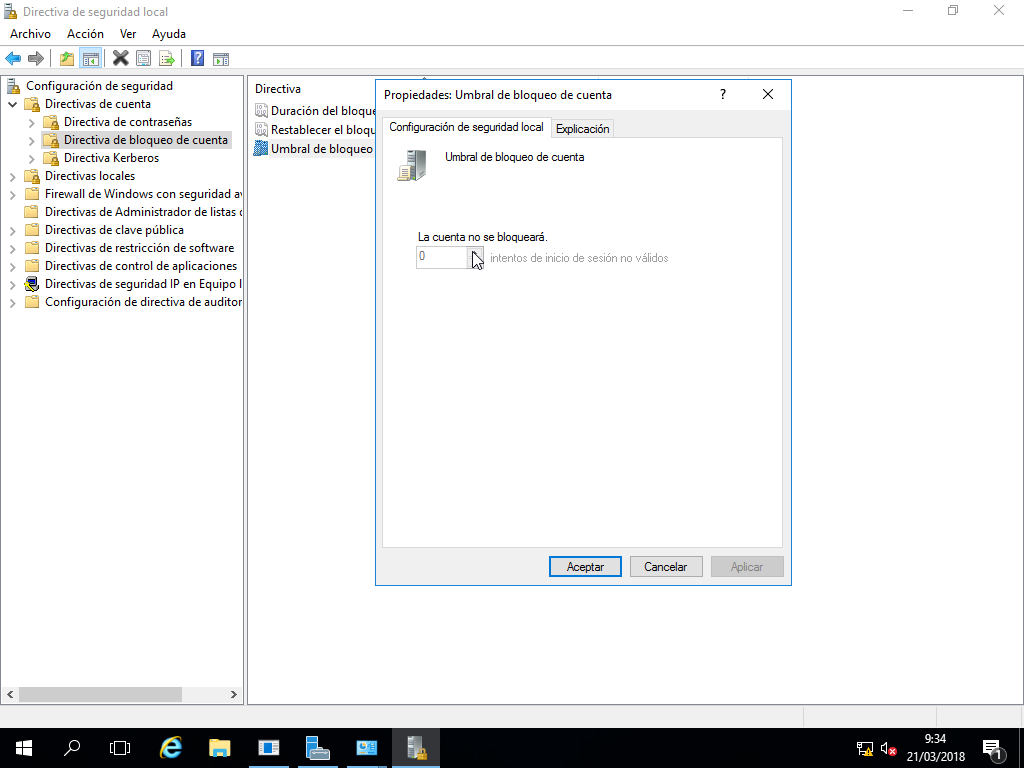 Directiva de seguridad local
Archivo Acción Ver Ayuda
Configuración de seguridad
Directivas de cuenta
Directiva de contraseñas
Directiva de bloqueo de cuenta
Directiva Kerberos
Directivas locales
Firewall de Windows con seguridad av
Directivas de Administrador de listas d
Directivas de clave pública
Directivas de restricción de software
Directivas de control de aplicaciones
Directivas de seguridad IP en Equipo l
Configuración de directiva de auditor
Directiva
Duración del bloque
Restablecer el bloqu
Umbral de bloqueo
Propiedades: Umbral de bloqueo de cuenta ?
Configuración de seguridad local Explicación
Umbral de bloqueo de cuenta
La cuenta no se bloqueará.
0 intentos de inicio de sesión no válidos
Aceptar Cancelar Aplicar
9:34
21/03/2018
1